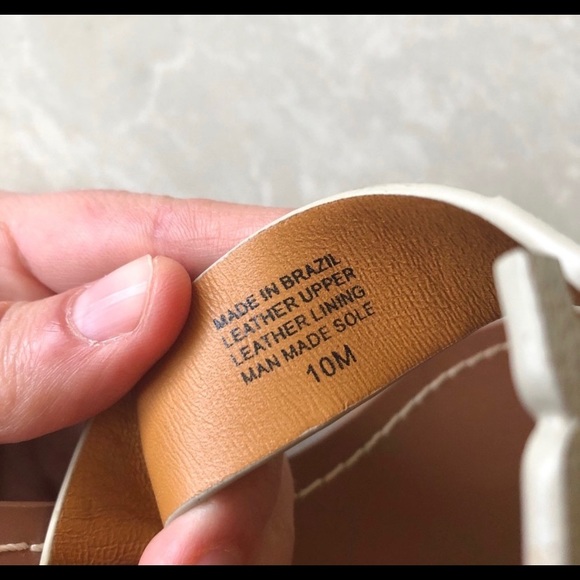 MADE IN BRAZIL
LEATHER UPPER
LEATHER LINING
MAN MADE SOLE
10M